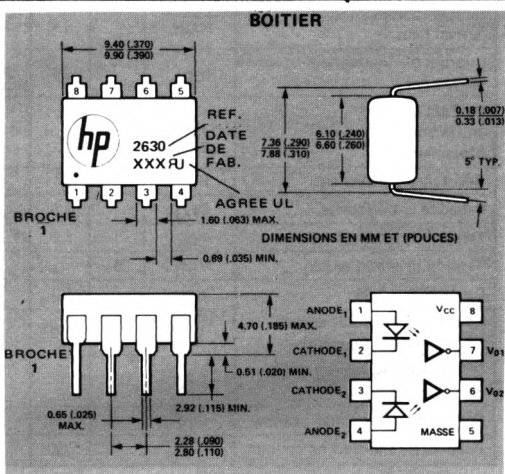 BOITIER
9.40 (.370)
9.90 (.390)
8 7 6 5
hp
2630
XXXX
REF.
DATE
DE
FAB.
AGREE UL
1 2 3 4
BROCHE
1
1.60 (.063) MAX.
0.89 (.035) MIN.
7.36 (.290)
7.88 (.310)
6.10 (.240)
6.60 (.260)
0.18 (.007)
0.33 (.013)
5° TYP.
DIMENSIONS EN MM ET (POUCES)
BROCHE
1
4.70 (.185) MAX.
0.51 (.020) MIN.
2.92 (.115) MIN.
0.65 (.025)
MAX.
2.28 (.090)
2.80 (.110)
ANODE1 1
CATHODE1 2
CATHODE2 3
ANODE2 4
VCC 8
7 V01
6 V02
MASSE 5